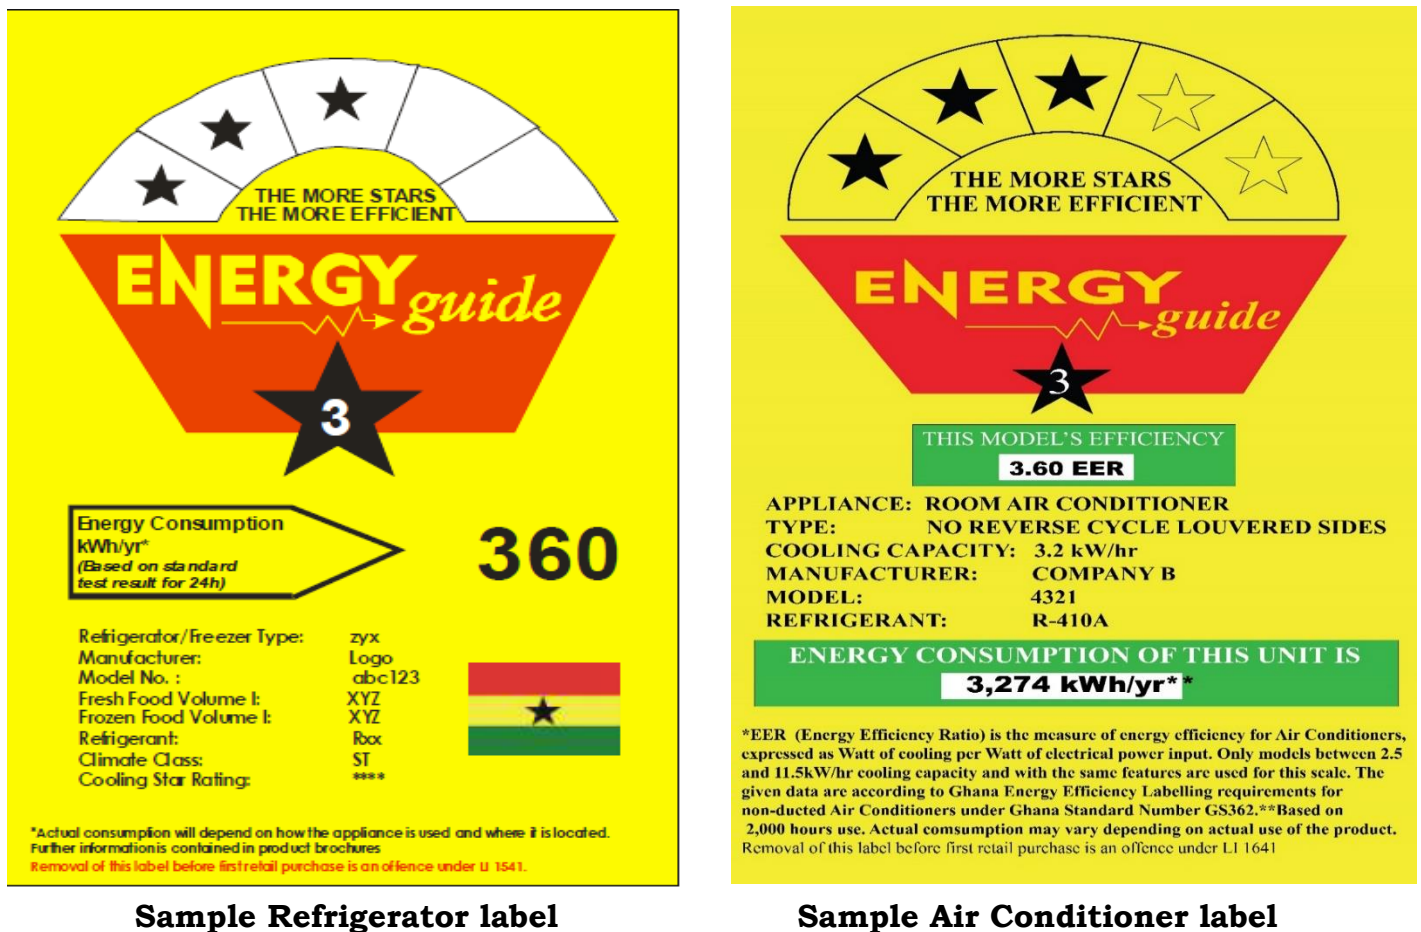 THE MORE STARS
THE MORE EFFICIENT
ENERGY
guide
3
Energy Consumption
kWh/yr*
(Based on standard
test result for 24h)
360
Refrigerator/Freezer Type: zyx
Manufacturer: Logo
Model No. : abc123
Fresh Food Volume l: XYZ
Frozen Food Volume l: XYZ
Refrigerant: Rxx
Climate Class: ST
Cooling Star Rating: ****
*Actual consumption will depend on how the appliance is used and where it is located.
Further information is contained in product brochures
Removal of this label before first retail purchase is an offence under LI 1541.
Sample Refrigerator label
THE MORE STARS
THE MORE EFFICIENT
ENERGY
guide
3
THIS MODEL'S EFFICIENCY
3.60 EER
APPLIANCE: ROOM AIR CONDITIONER
TYPE: NO REVERSE CYCLE LOUVERED SIDES
COOLING CAPACITY: 3.2 kW/hr
MANUFACTURER: COMPANY B
MODEL: 4321
REFRIGERANT: R-410A
ENERGY CONSUMPTION OF THIS UNIT IS
3,274 kWh/yr**
*EER (Energy Efficiency Ratio) is the measure of energy efficiency for Air Conditioners,
expressed as Watt of cooling per Watt of electrical power input. Only models between 2.5
and 11.5kW/hr cooling capacity and with the same features are used for this scale. The
given data are according to Ghana Energy Efficiency Labelling requirements for
non-ducted Air Conditioners under Ghana Standard Number GS362.**Based on
2,000 hours use. Actual comsumption may vary depending on actual use of the product.
Removal of this label before first retail purchase is an offence under LI 1641
Sample Air Conditioner label